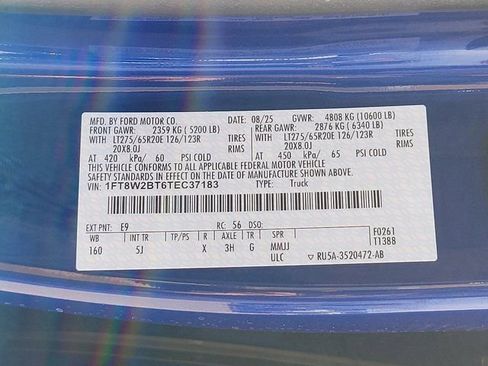 MFD. BY FORD MOTOR CO. 08/25 GVWR: 4808 KG (10600 LB)
FRONT GAWR: 2359 KG (5200 LB) REAR GAWR: 2876 KG (6340 LB)
WITH LT275/65R20E 126/123R TIRES WITH LT275/65R20E 126/123R TIRES
20X8.0J RIMS 20X8.0J RIMS
AT 420 kPa/ 60 PSI COLD AT 450 kPa/ 65 PSI COLD
THIS VEHICLE CONFORMS TO ALL APPLICABLE FEDERAL MOTOR
VEHICLE SAFETY STANDARDS IN EFFECT ON THE DATE OF MANUFACTURE SHOWN ABOVE.
VIN: 1FT8W2BT6TEC37183 TYPE: Truck
EXT PNT: E9 RC: 56 DSO: F0261
WB INT TR TP/PS R AXLE TR SPR T1388
160 5J X 3H G MMJJ
ULC RU5A-3520472-AB